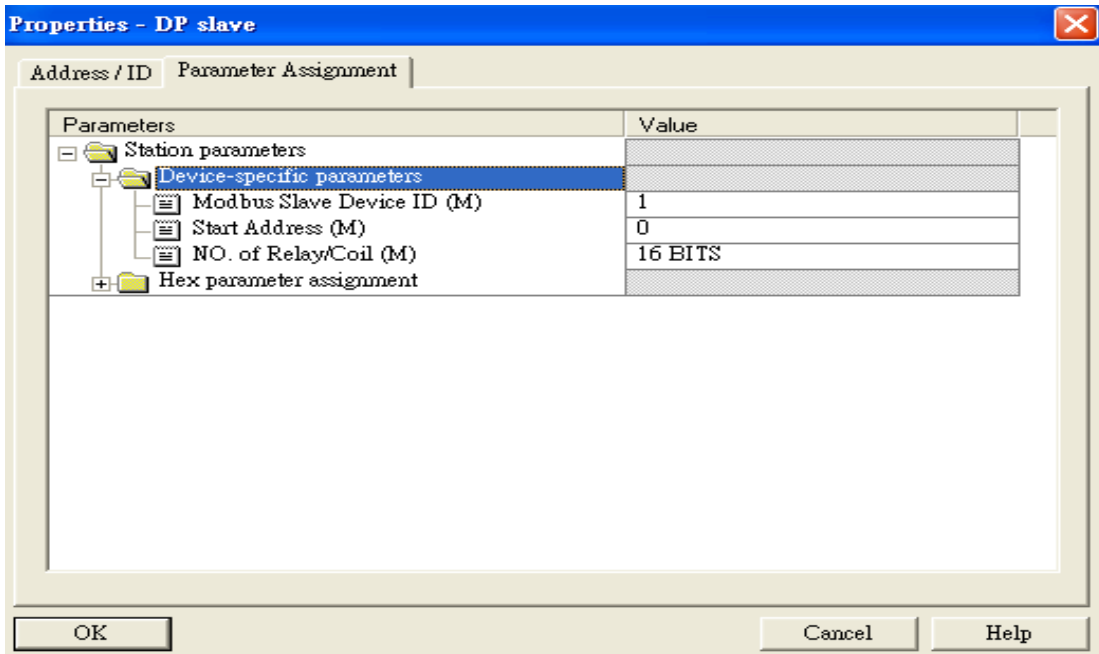 Properties - DP slave
Address / ID Parameter Assignment
Parameters Value
Station parameters
Device-specific parameters
Modbus Slave Device ID (M) 1
Start Address (M) 0
NO. of Relay/Coil (M) 16 BITS
Hex parameter assignment
OK Cancel Help